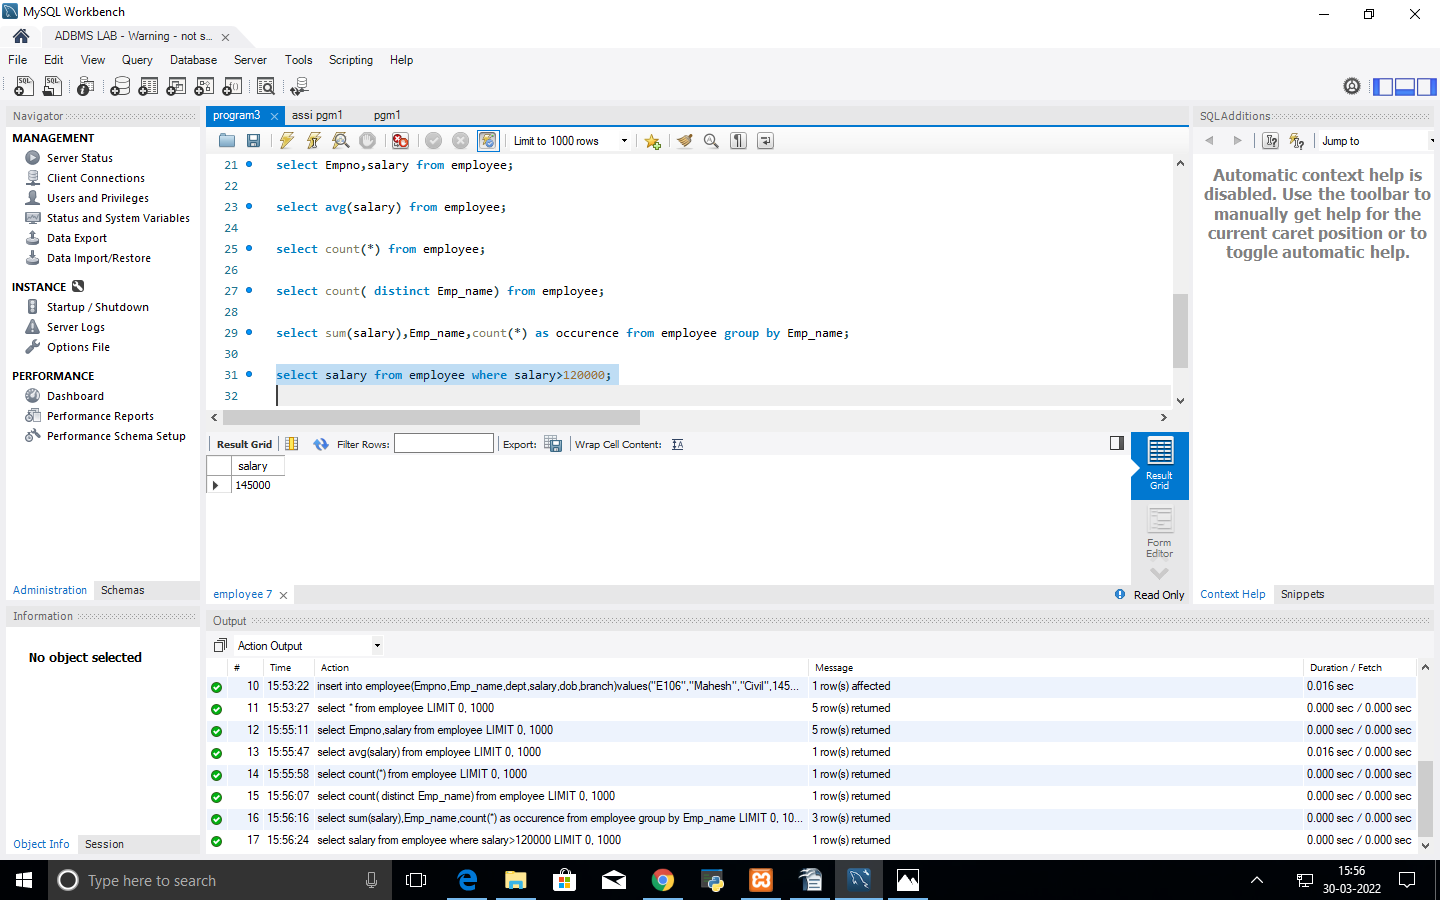 MySQL Workbench
ADBMS LAB - Warning - not s...
File Edit View Query Database Server Tools Scripting Help
Navigator
MANAGEMENT
Server Status
Client Connections
Users and Privileges
Status and System Variables
Data Export
Data Import/Restore
INSTANCE
Startup / Shutdown
Server Logs
Options File
PERFORMANCE
Dashboard
Performance Reports
Performance Schema Setup
Administration Schemas
Information
No object selected
Object Info Session
program3 assi pgm1 pgm1
Limit to 1000 rows
21 select Empno,salary from employee;
22
23 select avg(salary) from employee;
24
25 select count(*) from employee;
26
27 select count( distinct Emp_name) from employee;
28
29 select sum(salary),Emp_name,count(*) as occurence from employee group by Emp_name;
30
31 select salary from employee where salary>120000;
32
Result Grid Filter Rows: Export: Wrap Cell Content:
salary
145000
Result
Grid
Form
Editor
employee 7 Read Only
SQLAdditions
Jump to
Automatic context help is
disabled. Use the toolbar to
manually get help for the
current caret position or to
toggle automatic help.
Context Help Snippets
Output
Action Output
# Time Action Message Duration / Fetch
10 15:53:22 insert into employee(Empno,Emp_name,dept,salary,dob,branch)values("E106","Mahesh","Civil",145... 1 row(s) affected 0.016 sec
11 15:53:27 select * from employee LIMIT 0, 1000 5 row(s) returned 0.000 sec / 0.000 sec
12 15:55:11 select Empno,salary from employee LIMIT 0, 1000 5 row(s) returned 0.000 sec / 0.000 sec
13 15:55:47 select avg(salary) from employee LIMIT 0, 1000 1 row(s) returned 0.016 sec / 0.000 sec
14 15:55:58 select count(*) from employee LIMIT 0, 1000 1 row(s) returned 0.000 sec / 0.000 sec
15 15:56:07 select count( distinct Emp_name) from employee LIMIT 0, 1000 1 row(s) returned 0.000 sec / 0.000 sec
16 15:56:16 select sum(salary),Emp_name,count(*) as occurence from employee group by Emp_name LIMIT 0, 10... 3 row(s) returned 0.000 sec / 0.000 sec
17 15:56:24 select salary from employee where salary>120000 LIMIT 0, 1000 1 row(s) returned 0.000 sec / 0.000 sec
Type here to search
15:56
30-03-2022